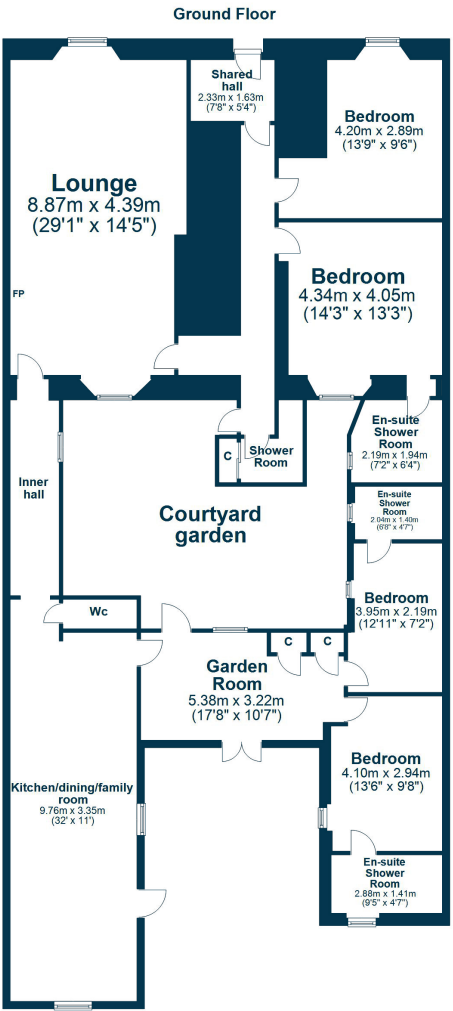 Ground Floor
Shared
hall
2.33m x 1.63m
(7'8" x 5'4")
Bedroom
4.20m x 2.89m
(13'9" x 9'6")
Lounge
8.87m x 4.39m
(29'1" x 14'5")
Bedroom
4.34m x 4.05m
(14'3" x 13'3")
FP
En-suite
Shower
Room
2.19m x 1.94m
(7'2" x 6'4")
C
Shower
Room
Inner
hall
Courtyard
garden
En-suite
Shower
Room
2.04m x 1.40m
(6'8" x 4'7")
Bedroom
3.95m x 2.19m
(12'11" x 7'2")
Wc
C
C
Garden
Room
5.38m x 3.22m
(17'8" x 10'7")
Bedroom
4.10m x 2.94m
(13'6" x 9'8")
Kitchen/dining/family
room
9.76m x 3.35m
(32' x 11')
En-suite
Shower
Room
2.88m x 1.41m
(9'5" x 4'7")